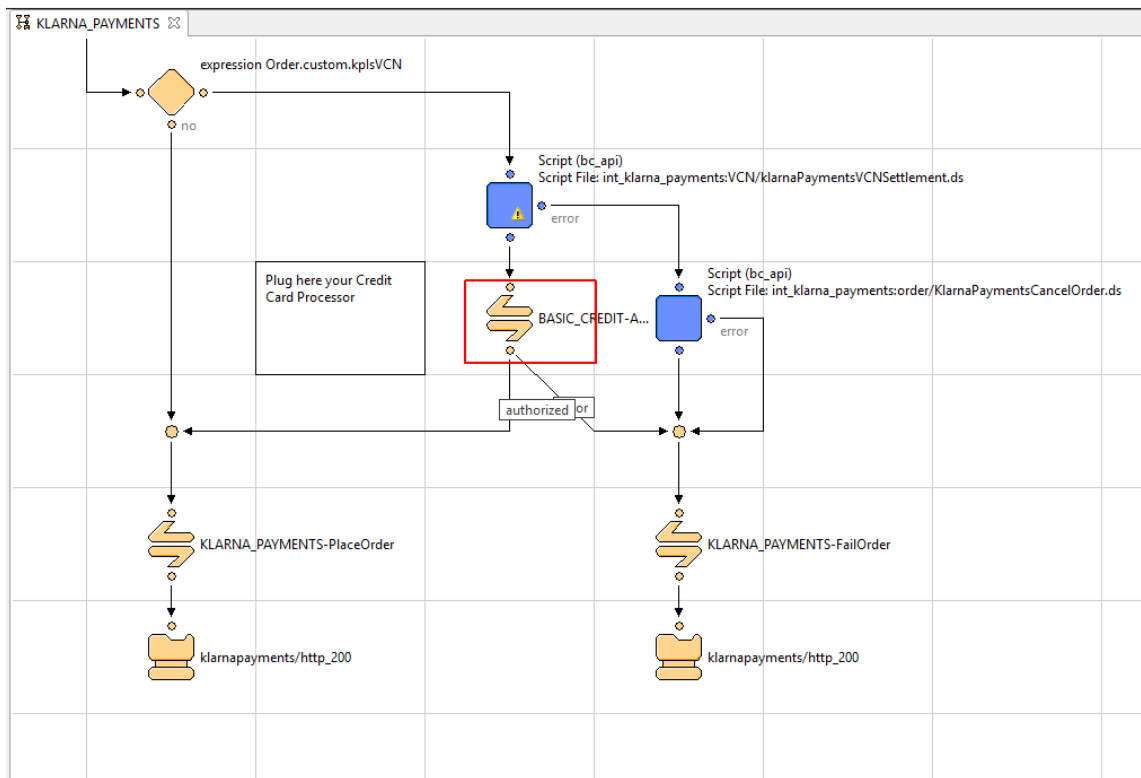 KLARNA_PAYMENTS
expression Order.custom.kpIsVCN
no
Script (bc_api)
Script File: int_klarna_payments:VCN/klarnaPaymentsVCNSettlement.ds
error
Plug here your Credit
Card Processor
Script (bc_api)
Script File: int_klarna_payments:order/KlarnaPaymentsCancelOrder.ds
BASIC_CREDIT-A...
error
authorized
or
KLARNA_PAYMENTS-PlaceOrder
KLARNA_PAYMENTS-FailOrder
klarnapayments/http_200
klarnapayments/http_200